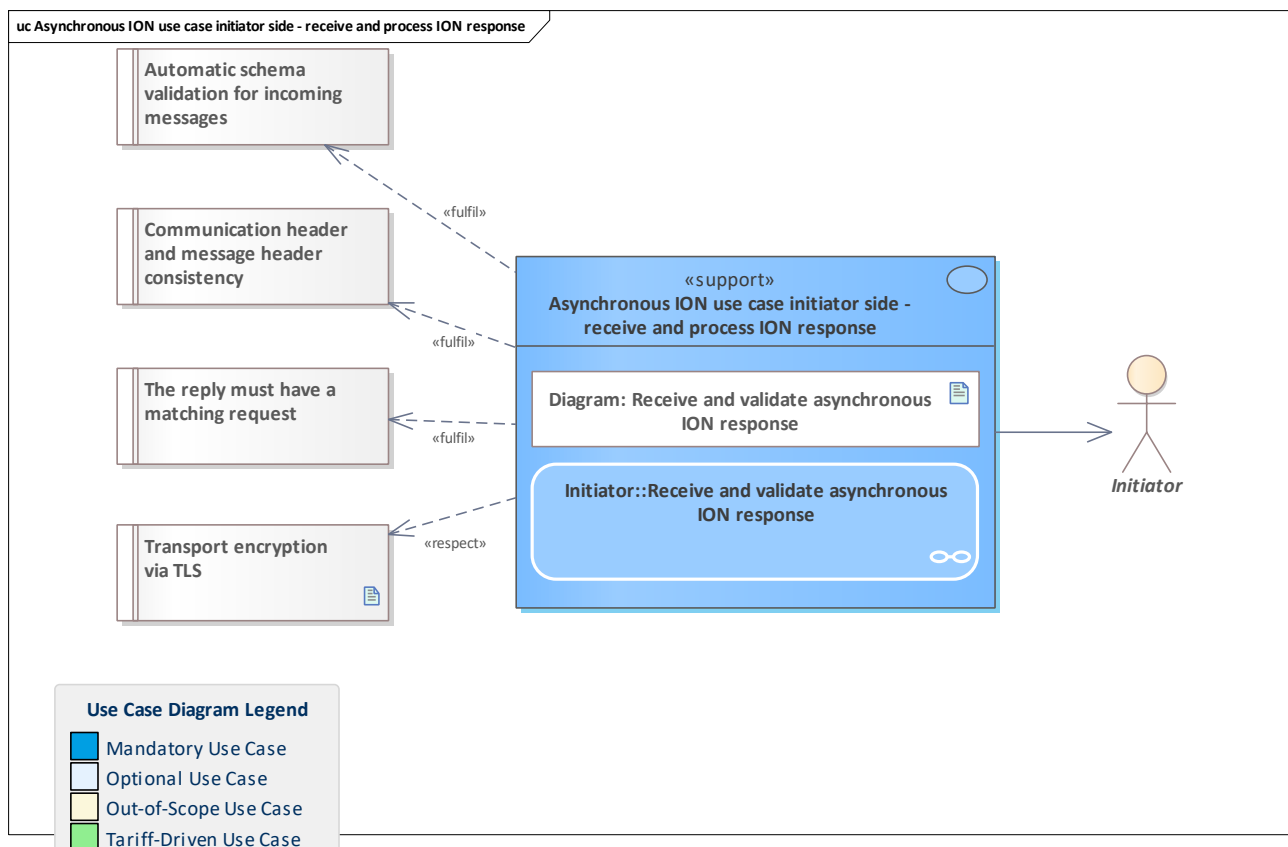 uc Asynchronous ION use case initiator side - receive and process ION response
Automatic schema
validation for incoming
messages
«fulfil»
Communication header
and message header
consistency
«fulfil»
The reply must have a
matching request
«fulfil»
Transport encryption
via TLS
«respect»
«support»
Asynchronous ION use case initiator side -
receive and process ION response
Diagram: Receive and validate asynchronous
ION response
Initiator::Receive and validate asynchronous
ION response
Initiator
Use Case Diagram Legend
Mandatory Use Case
Optional Use Case
Out-of-Scope Use Case
Tariff-Driven Use Case